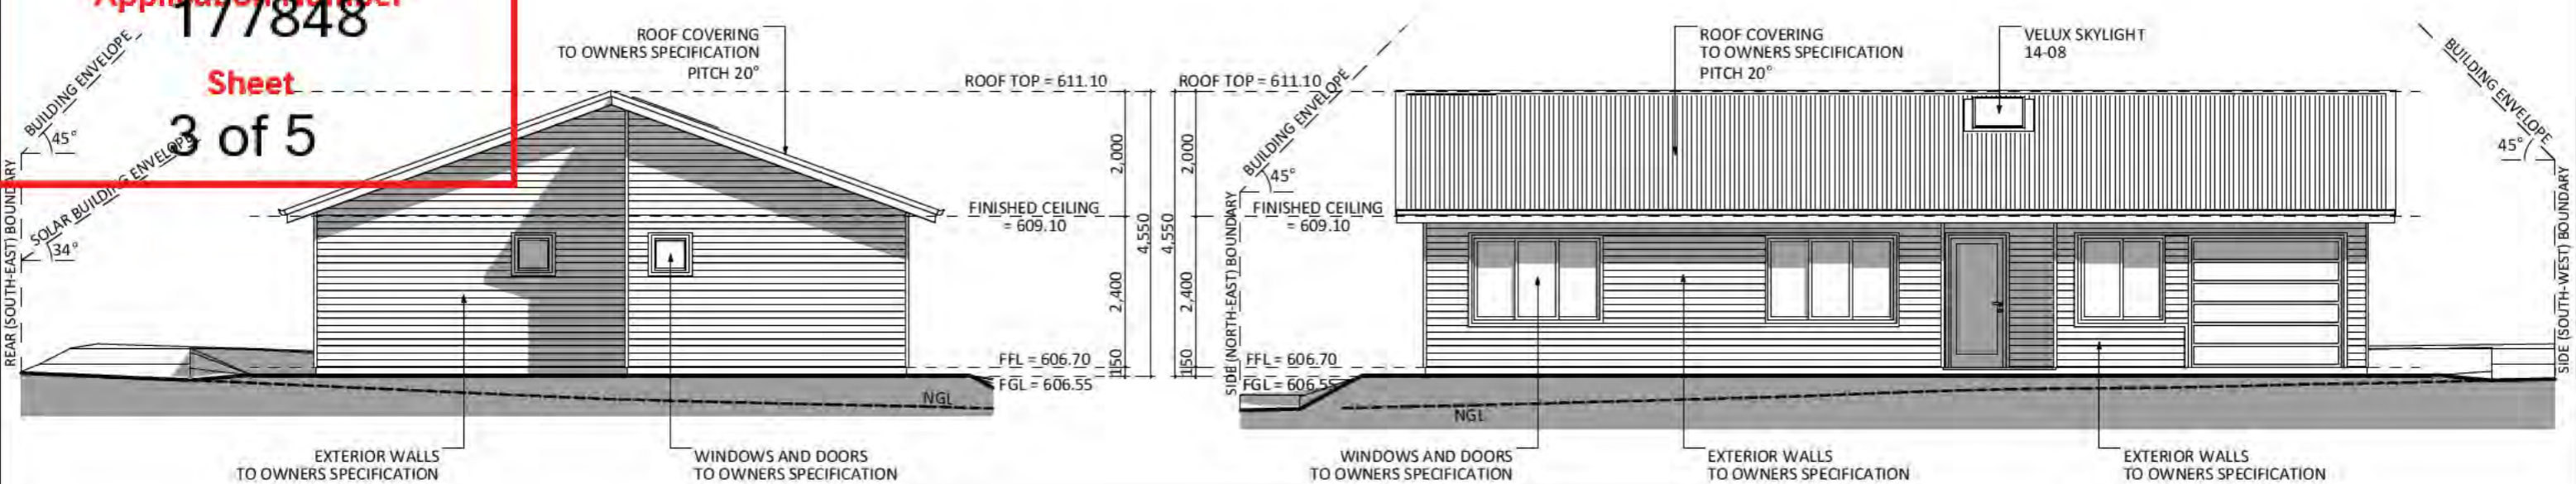 Application Number
177848
Sheet
3 of 5
BUILDING ENVELOPE
45°
SOLAR BUILDING ENVELOPE
34°
REAR (SOUTH-EAST) BOUNDARY
ROOF COVERING
TO OWNERS SPECIFICATION
PITCH 20°
ROOF TOP = 611.10
FINISHED CEILING
= 609.10
FFL = 606.70
FGL = 606.55
NGL
2,000
2,400
150
4,550
EXTERIOR WALLS
TO OWNERS SPECIFICATION
WINDOWS AND DOORS
TO OWNERS SPECIFICATION
4,550
2,000
2,400
150
ROOF TOP = 611.10
BUILDING ENVELOPE
45°
FINISHED CEILING
= 609.10
SIDE (NORTH-EAST) BOUNDARY
FFL = 606.70
FGL = 606.55
NGL
ROOF COVERING
TO OWNERS SPECIFICATION
PITCH 20°
VELUX SKYLIGHT
14-08
BUILDING ENVELOPE
45°
SIDE (SOUTH-WEST) BOUNDARY
WINDOWS AND DOORS
TO OWNERS SPECIFICATION
EXTERIOR WALLS
TO OWNERS SPECIFICATION
EXTERIOR WALLS
TO OWNERS SPECIFICATION